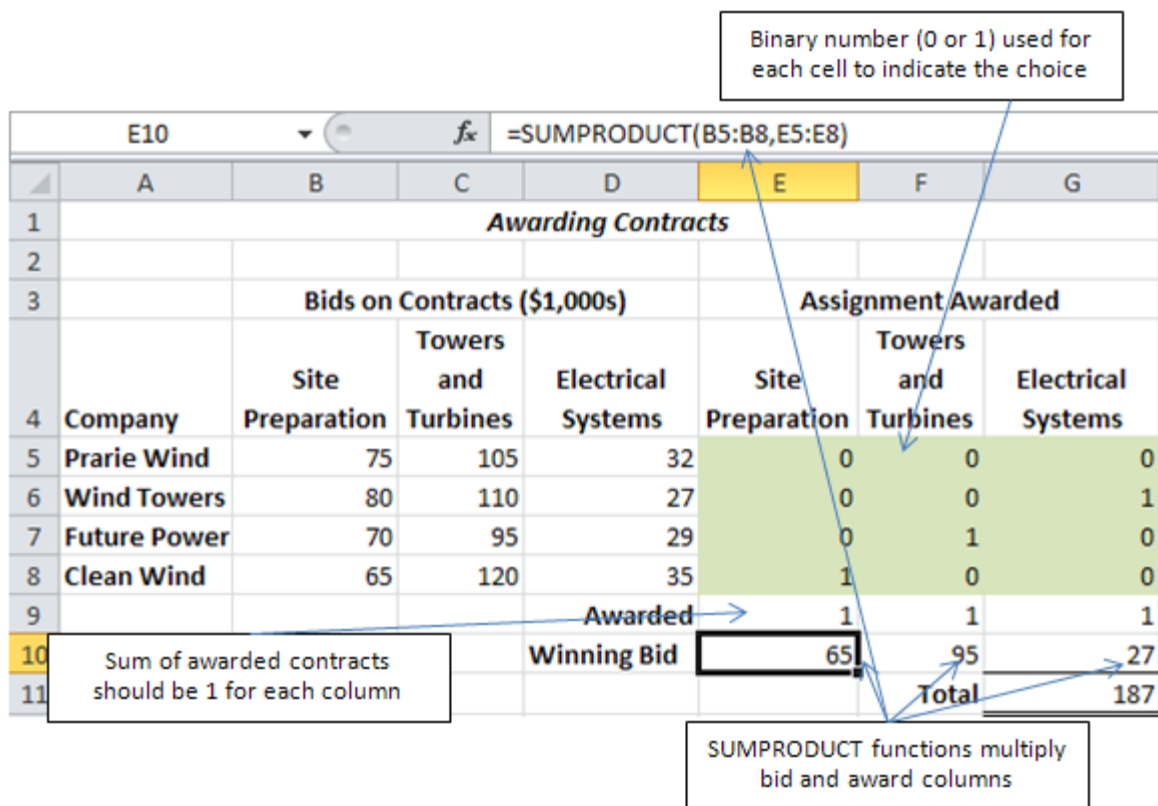 Binary number (0 or 1) used for
each cell to indicate the choice
E10 fx =SUMPRODUCT(B5:B8,E5:E8)
A B C D E F G
1 Awarding Contracts
2
3 Bids on Contracts ($1,000s) Assignment Awarded
Towers Towers
Site and Electrical Site and Electrical
4 Company Preparation Turbines Systems Preparation Turbines Systems
5 Prarie Wind 75 105 32 0 0 0
6 Wind Towers 80 110 27 0 0 1
7 Future Power 70 95 29 0 1 0
8 Clean Wind 65 120 35 1 0 0
9 Awarded 1 1 1
10 Winning Bid 65 95 27
11 Total 187
Sum of awarded contracts
should be 1 for each column
SUMPRODUCT functions multiply
bid and award columns